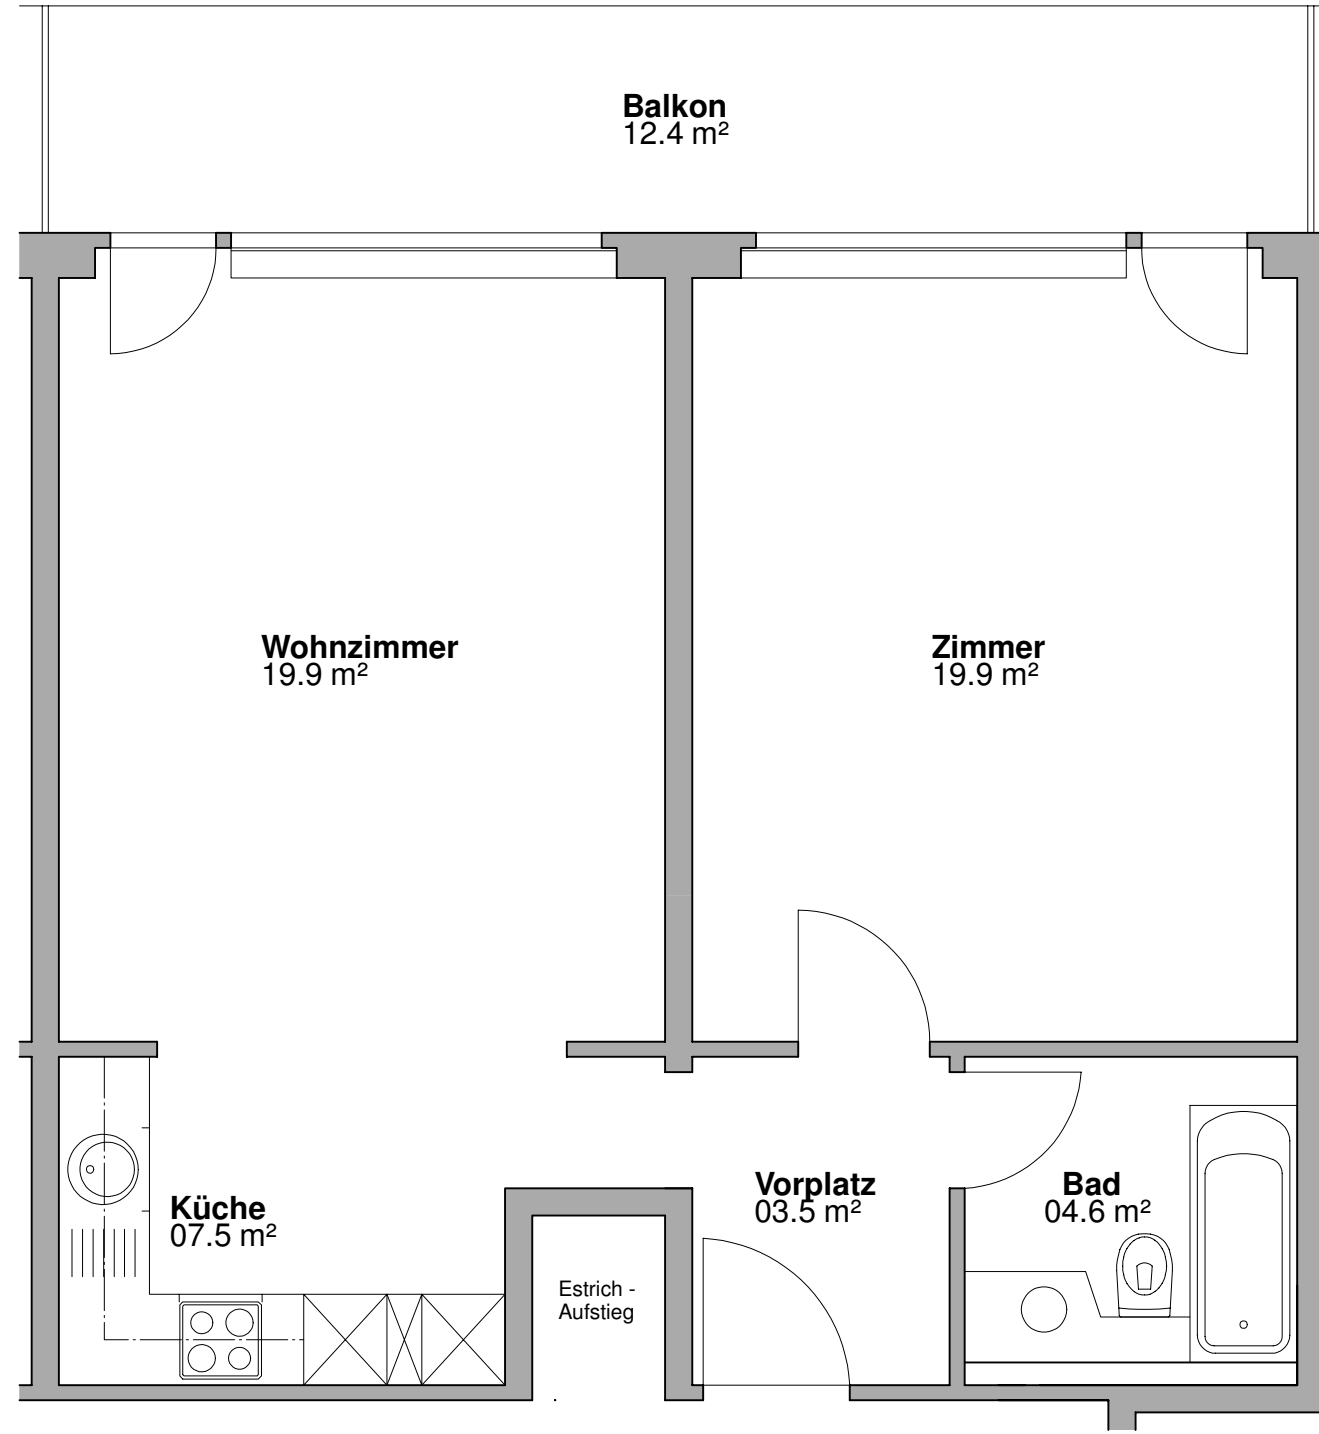 Balkon
12.4 m²
Wohnzimmer
19.9 m²
Zimmer
19.9 m²
Küche
07.5 m²
Vorplatz
03.5 m²
Bad
04.6 m²
Estrich -
Aufstieg